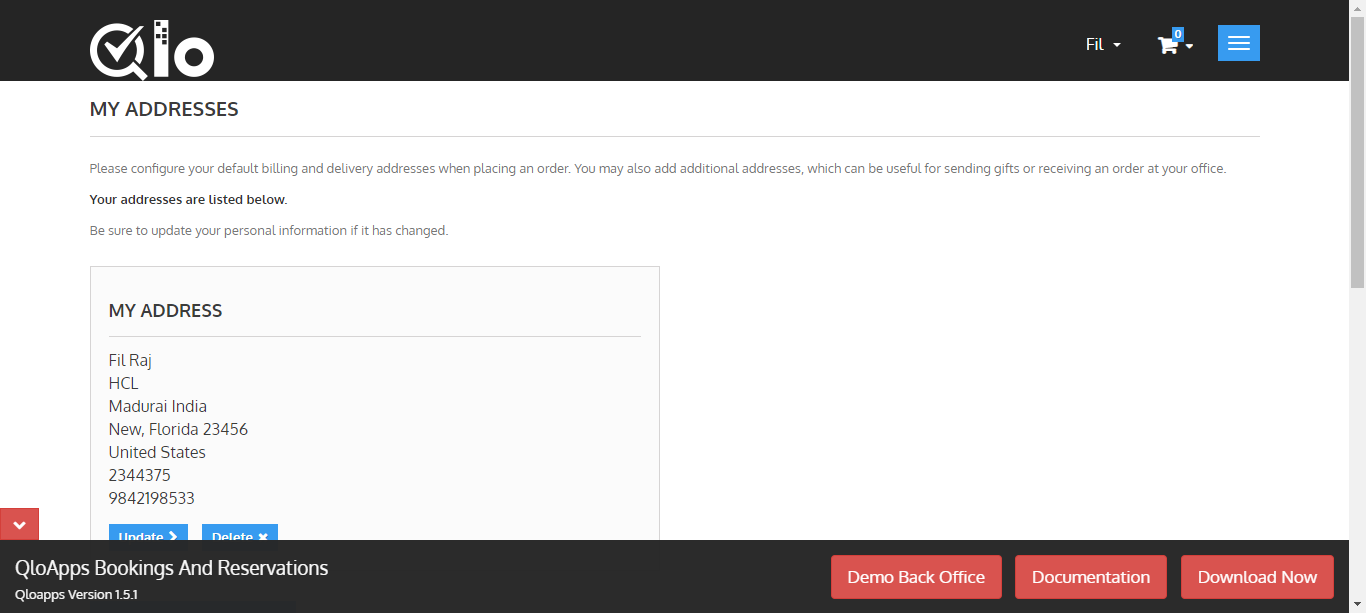 Qlo
Fil
0
MY ADDRESSES
Please configure your default billing and delivery addresses when placing an order. You may also add additional addresses, which can be useful for sending gifts or receiving an order at your office.
Your addresses are listed below.
Be sure to update your personal information if it has changed.
MY ADDRESS
Fil Raj
HCL
Madurai India
New, Florida 23456
United States
2344375
9842198533
Update Delete
QloApps Bookings And Reservations
Qloapps Version 1.5.1
Demo Back Office Documentation Download Now